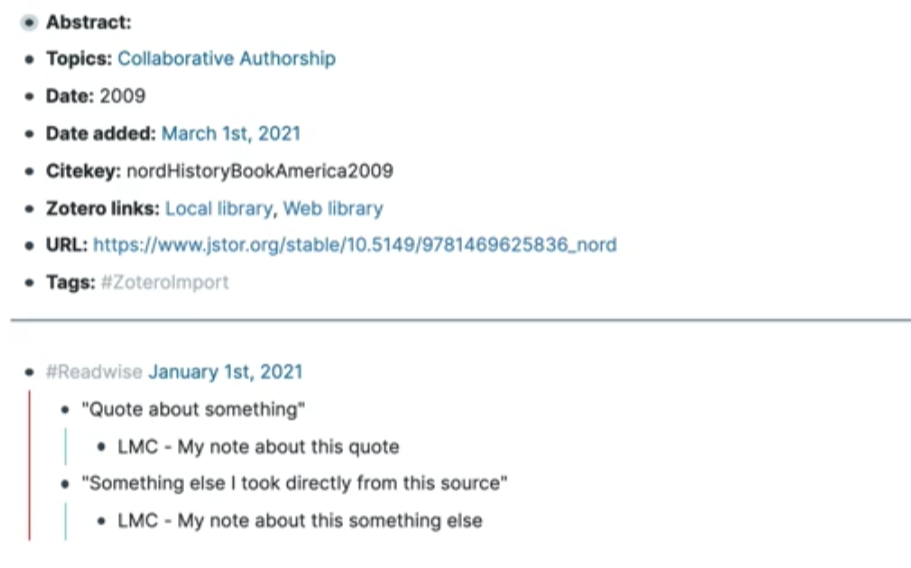 Abstract:
Topics: Collaborative Authorship
Date: 2009
Date added: March 1st, 2021
Citekey: nordHistoryBookAmerica2009
Zotero links: Local library, Web library
URL: https://www.jstor.org/stable/10.5149/9781469625836_nord
Tags: #ZoteroImport
#Readwise January 1st, 2021
"Quote about something"
LMC - My note about this quote
"Something else I took directly from this source"
LMC - My note about this something else